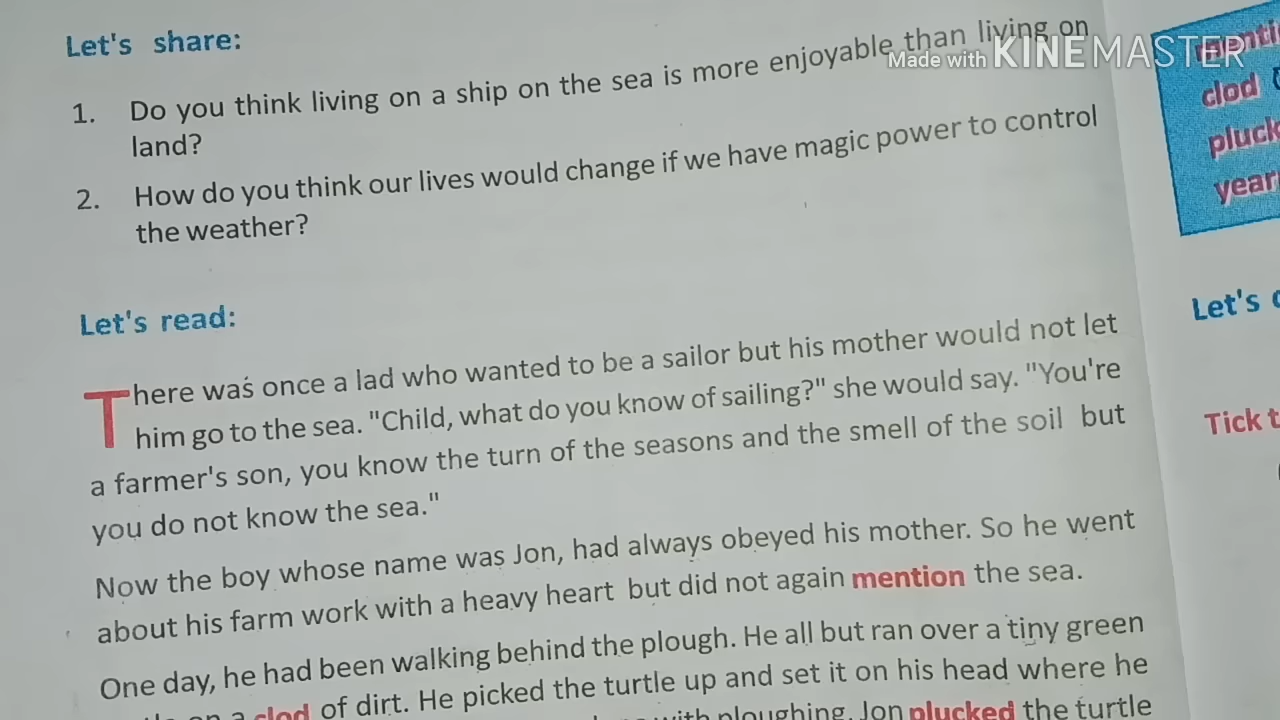 Let's share:
1. Do you think living on a ship on the sea is more enjoyable than living on
land?
2. How do you think our lives would change if we have magic power to control
the weather?
Let's read:
There was once a lad who wanted to be a sailor but his mother would not let
him go to the sea. "Child, what do you know of sailing?" she would say. "You're
a farmer's son, you know the turn of the seasons and the smell of the soil but
you do not know the sea."
Now the boy whose name was Jon, had always obeyed his mother. So he went
about his farm work with a heavy heart but did not again mention the sea.
One day, he had been walking behind the plough. He all but ran over a tiny green
on a clod of dirt. He picked the turtle up and set it on his head where he
with ploughing, Jon plucked the turtle
Made with KINEMASTER
clod
pluck
year
Let's
Tick t